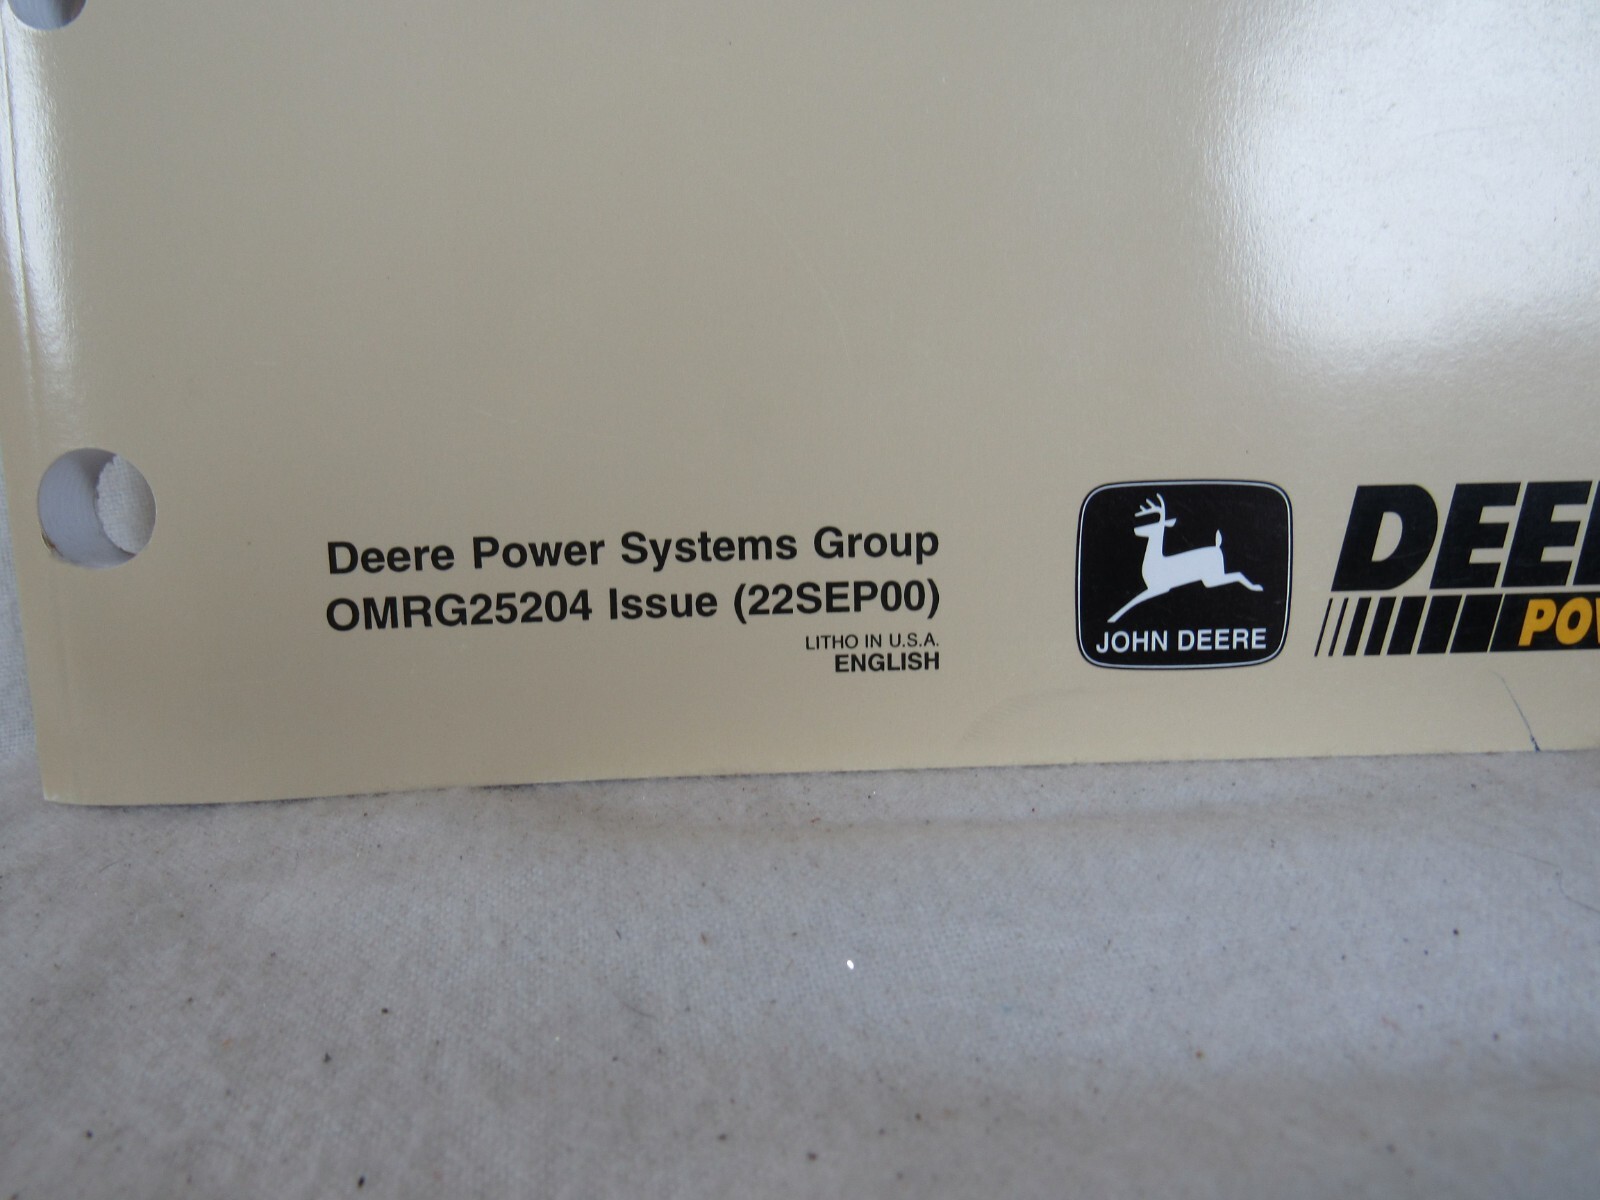 Deere Power Systems Group
OMRG25204 Issue (22SEP00)
LITHO IN U.S.A.
ENGLISH
JOHN DEERE